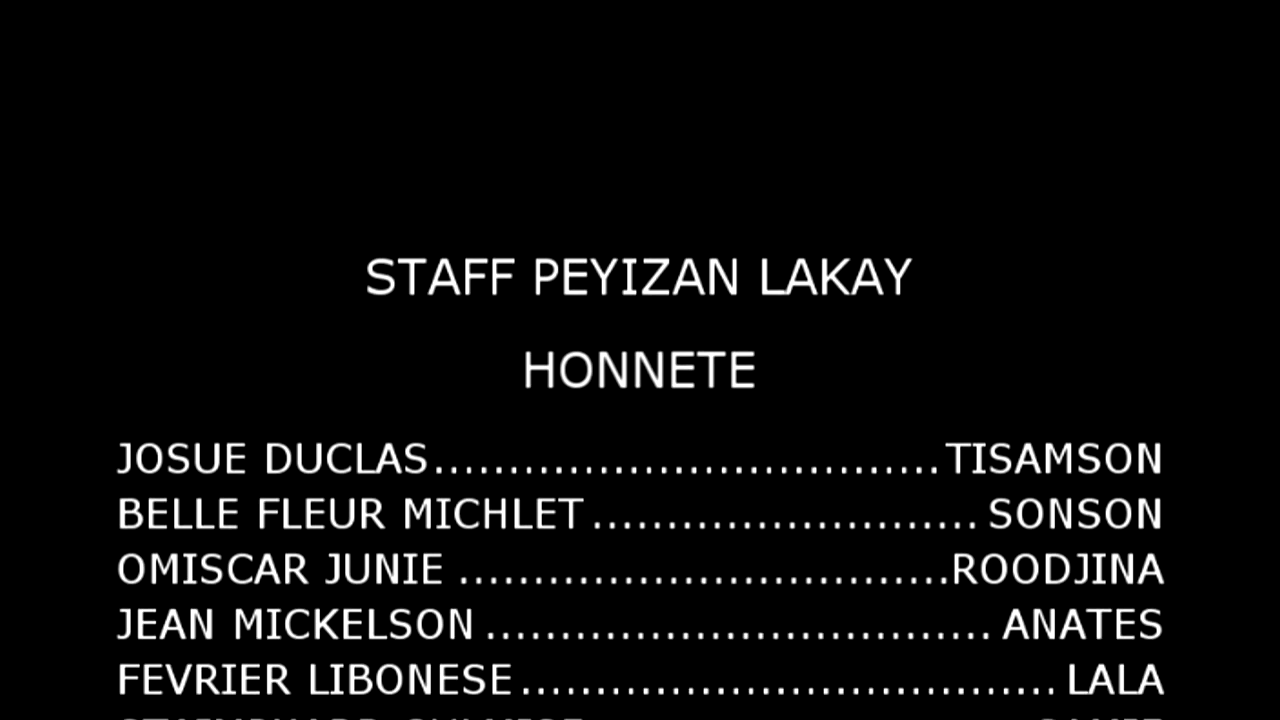 STAFF PEYIZAN LAKAY
HONNETE
JOSUE DUCLAS..................................TISAMSON
BELLE FLEUR MICHLET .......................... SONSON
OMISCAR JUNIE .................................ROODJINA
JEAN MICKELSON .................................. ANATES
FEVRIER LIBONESE.................................... LALA